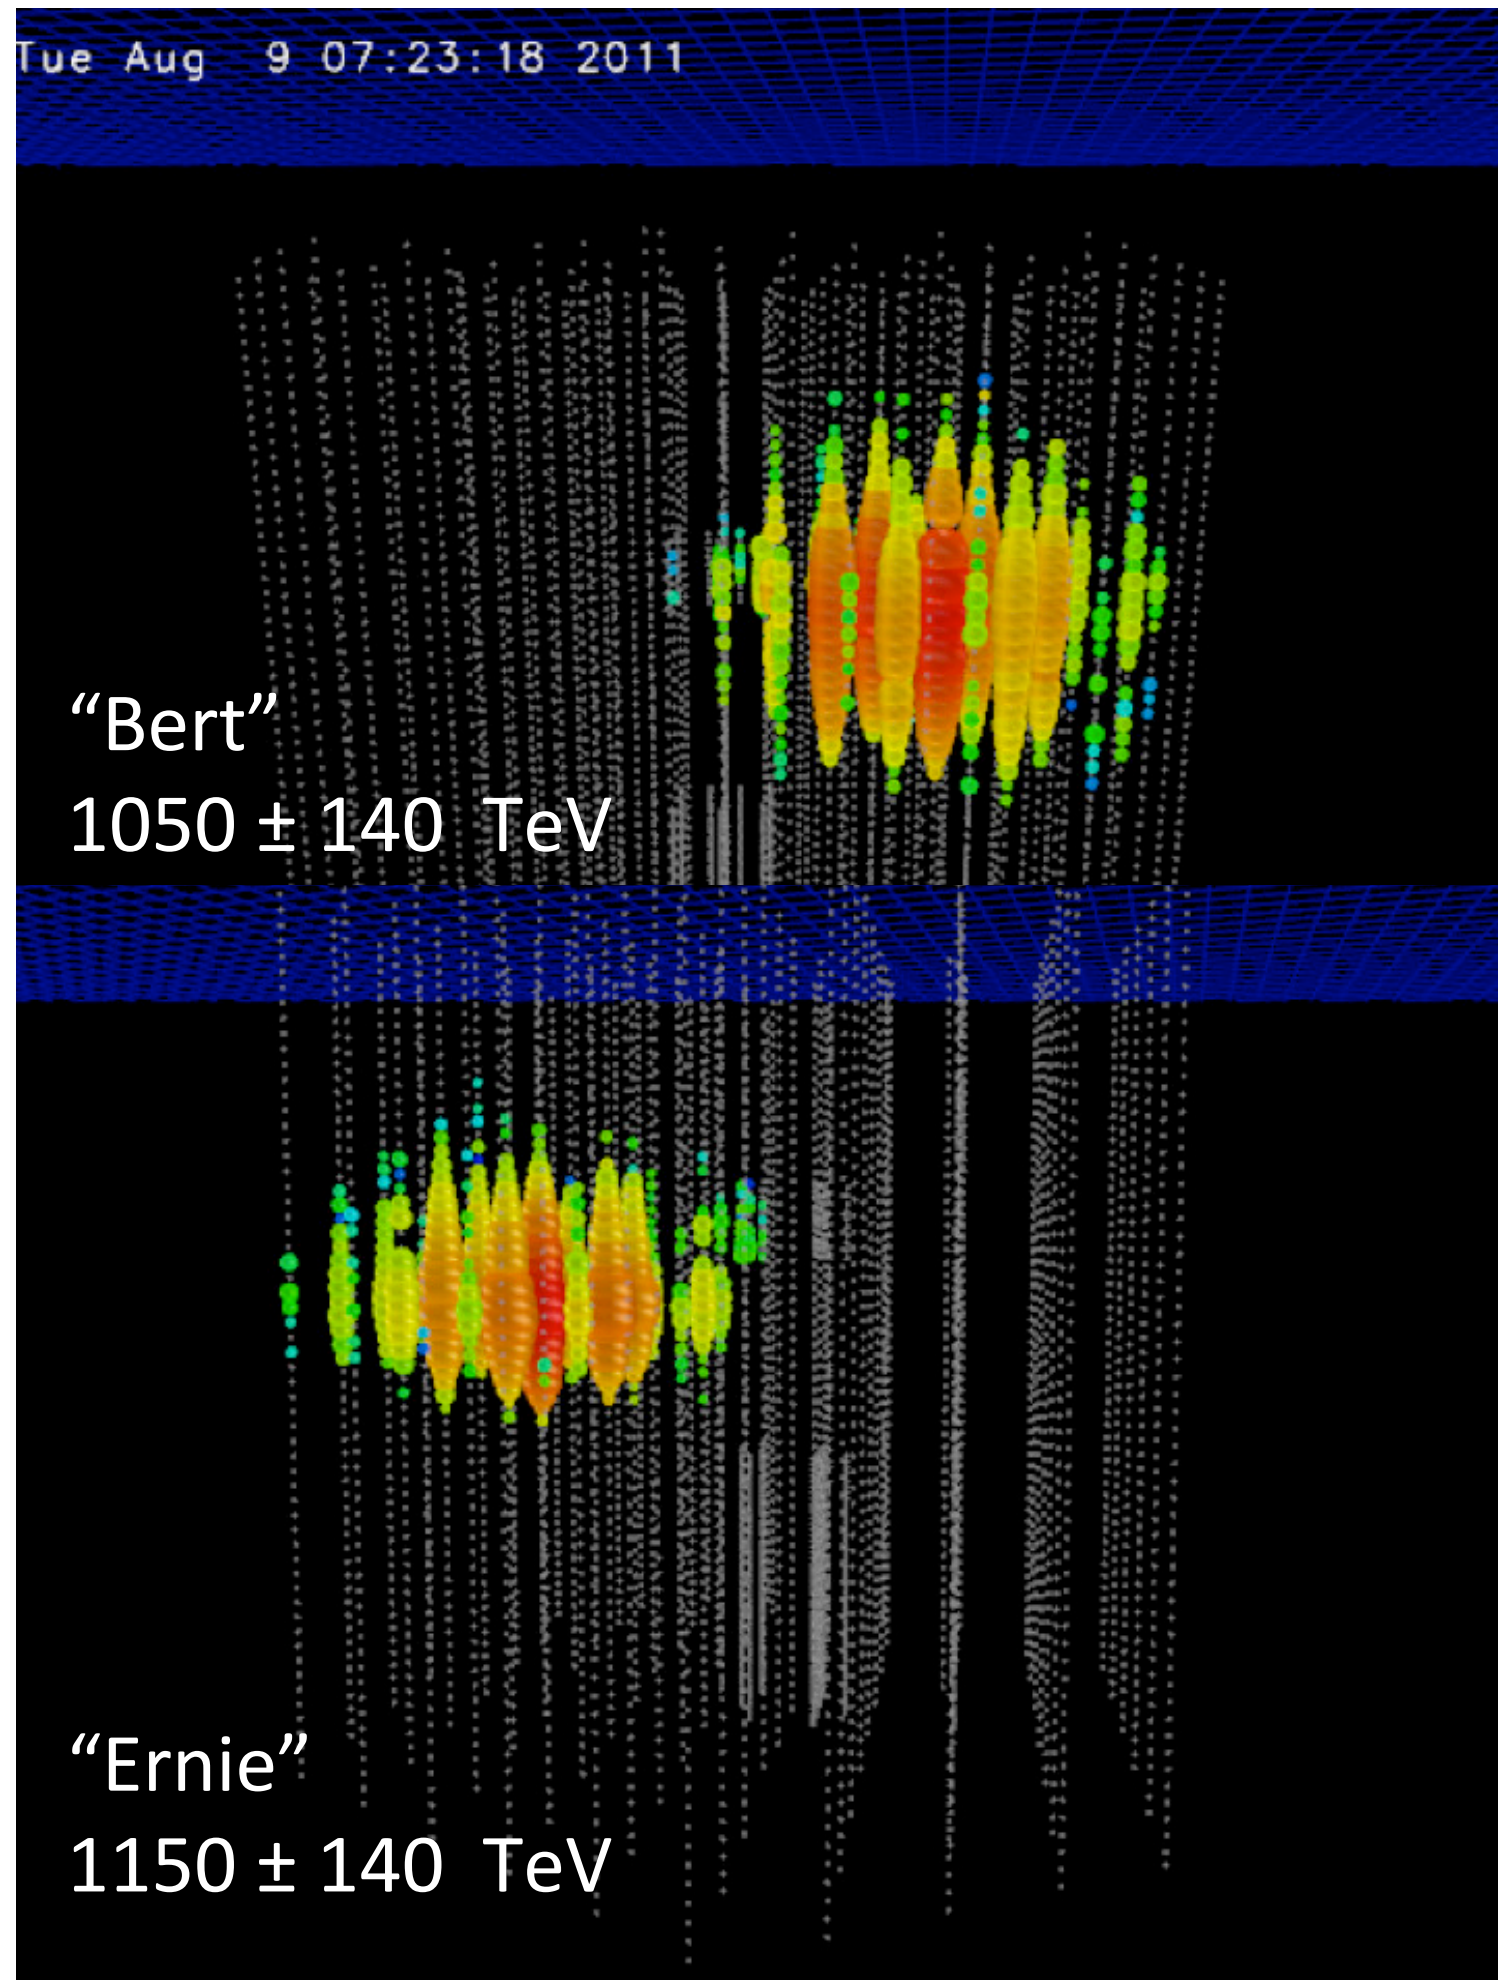 Tue Aug  9 07:23:18 2011
“Bert”
1050 ± 140  TeV
“Ernie”
1150 ± 140  TeV